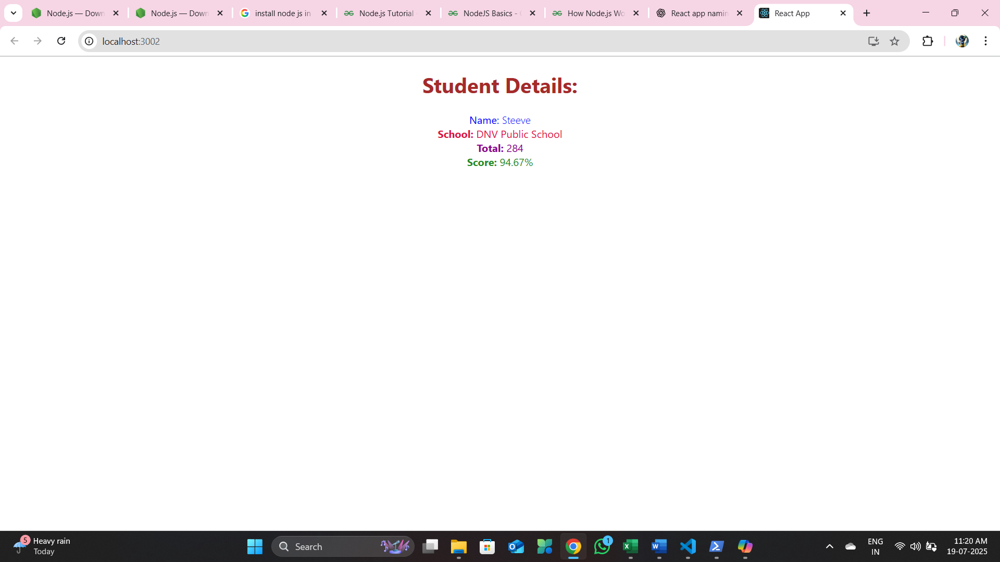 Node.js — Down
Node.js — Down
install node js in
Node.js Tutorial
NodeJS Basics -
How Node.js Wo
React app namin
React App
localhost:3002
Student Details:
Name: Steeve
School: DNV Public School
Total: 284
Score: 94.67%
5
Heavy rain
Today
Search
1
ENG
IN
11:20 AM
19-07-2025